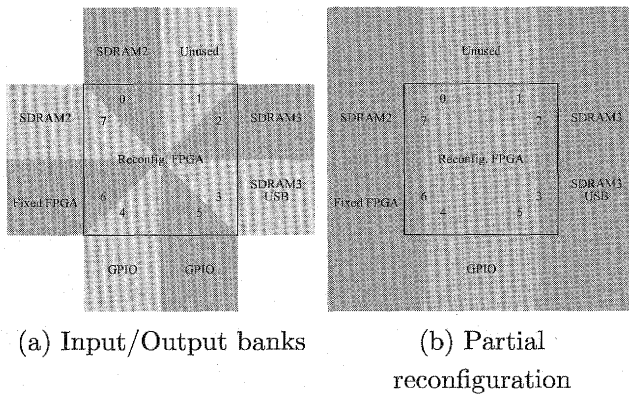 SDRAM2 Unused
0 1
SDRAM2 7 2 SDRAM3
Reconfig. FPGA
Fixed FPGA 6 3 SDRAM3
USB
4 5
GPIO GPIO
(a) Input/Output banks
Unused
0 1
SDRAM2 7 2 SDRAM3
Reconfig. FPGA
Fixed FPGA 6 3 SDRAM3
USB
4 5
GPIO
(b) Partial
reconfiguration